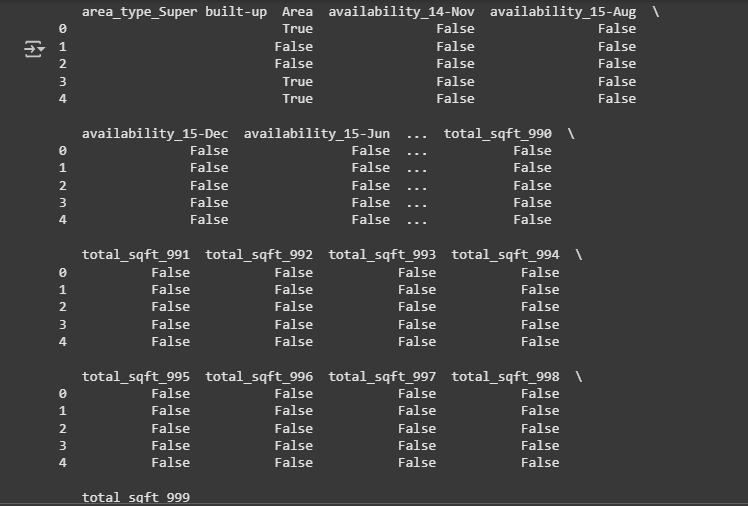 area_type_Super built-up  Area  availability_14-Nov  availability_15-Aug  \
0                          True                False                False
1                         False                False                False
2                         False                False                False
3                          True                False                False
4                          True                False                False
availability_15-Dec  availability_15-Jun  ...  total_sqft_990  \
0                False                False  ...           False
1                False                False  ...           False
2                False                False  ...           False
3                False                False  ...           False
4                False                False  ...           False
total_sqft_991  total_sqft_992  total_sqft_993  total_sqft_994  \
0           False           False           False           False
1           False           False           False           False
2           False           False           False           False
3           False           False           False           False
4           False           False           False           False
total_sqft_995  total_sqft_996  total_sqft_997  total_sqft_998  \
0           False           False           False           False
1           False           False           False           False
2           False           False           False           False
3           False           False           False           False
4           False           False           False           False
total_sqft_999